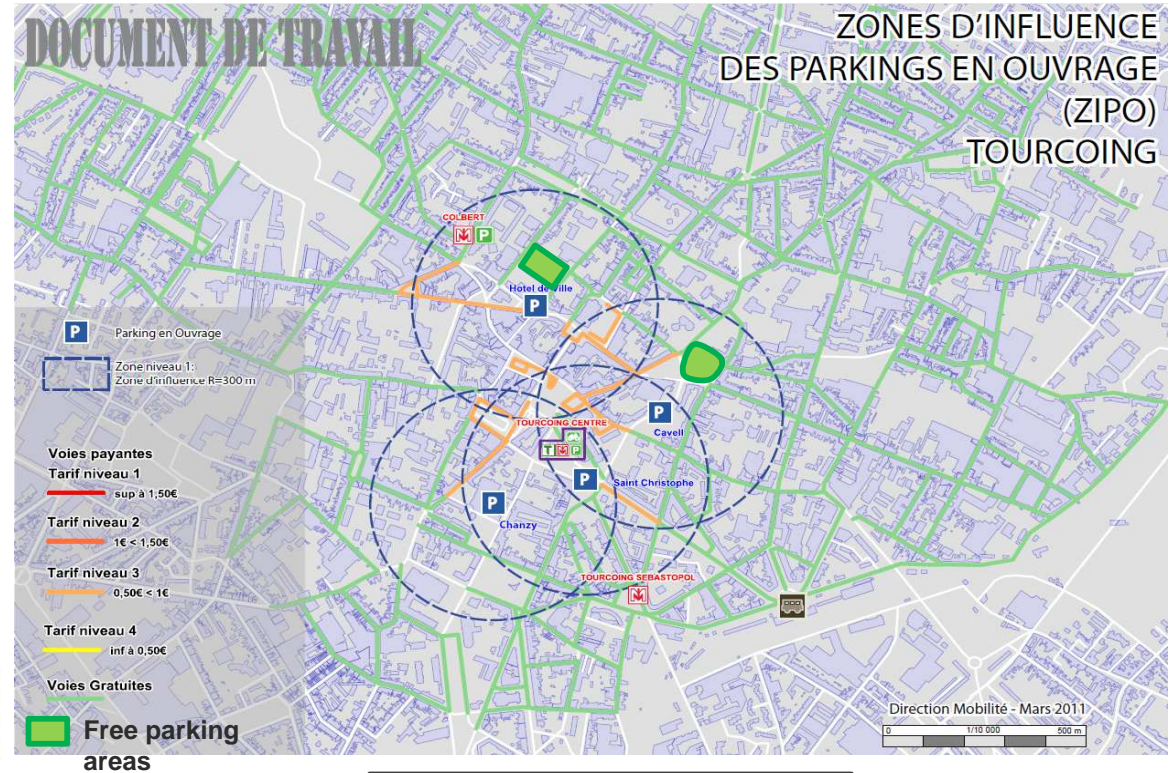 DOCUMENT DE TRAVAIL
ZONES D'INFLUENCE
DES PARKINGS EN OUVRAGE
(ZIPO)
TOURCOING
COLBERT
P
Hotel de Ville
P
P
Cavell
TOURCOING CENTRE
T P
P
Saint Christophe
P
Chanzy
TOURCOING SEBASTOPOL
P Parking en Ouvrage
Zone niveau 1:
Zone d'influence R=300 m
Voies payantes
Tarif niveau 1
sup à 1,50€
Tarif niveau 2
1€ < 1,50€
Tarif niveau 3
0,50€ < 1€
Tarif niveau 4
inf à 0,50€
Voies Gratuites
Free parking
areas
Direction Mobilité - Mars 2011
0 1/10 000 500 m